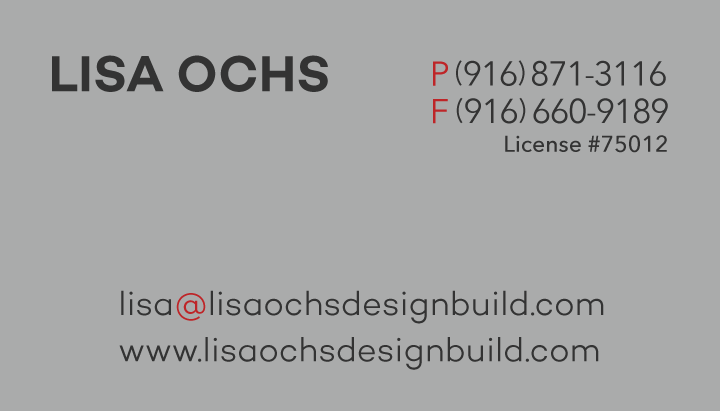 LISA OCHS
P (916) 871-3116
F (916) 660-9189
License #75012
lisa@lisaochsdesignbuild.com
www.lisaochsdesignbuild.com